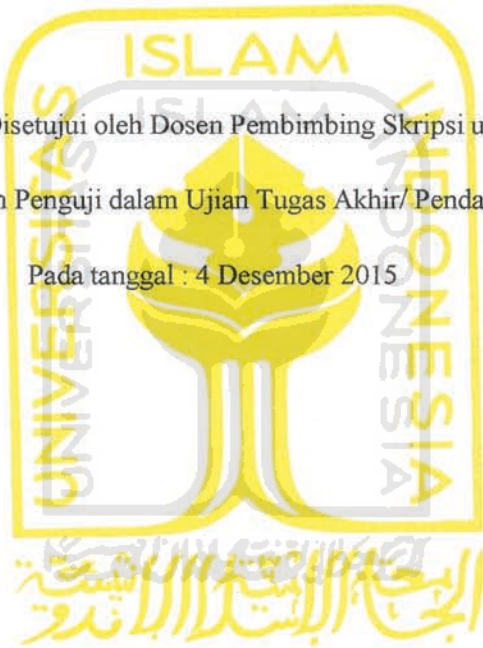 ISLAM
UNIVERSITAS
INDONESIA
Disetujui oleh Dosen Pembimbing Skripsi u
n Penguji dalam Ujian Tugas Akhir/ Penda
Pada tanggal : 4 Desember 2015